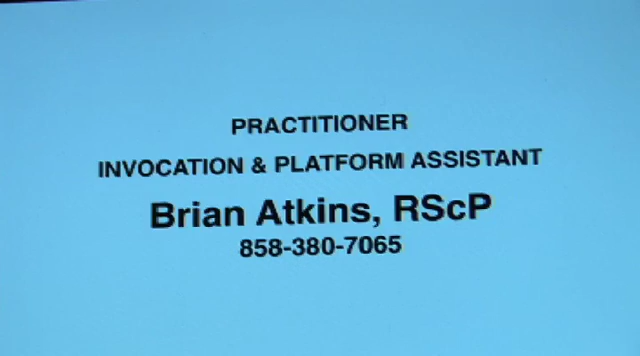 PRACTITIONER
INVOCATION & PLATFORM ASSISTANT
Brian Atkins, RScP
858-380-7065